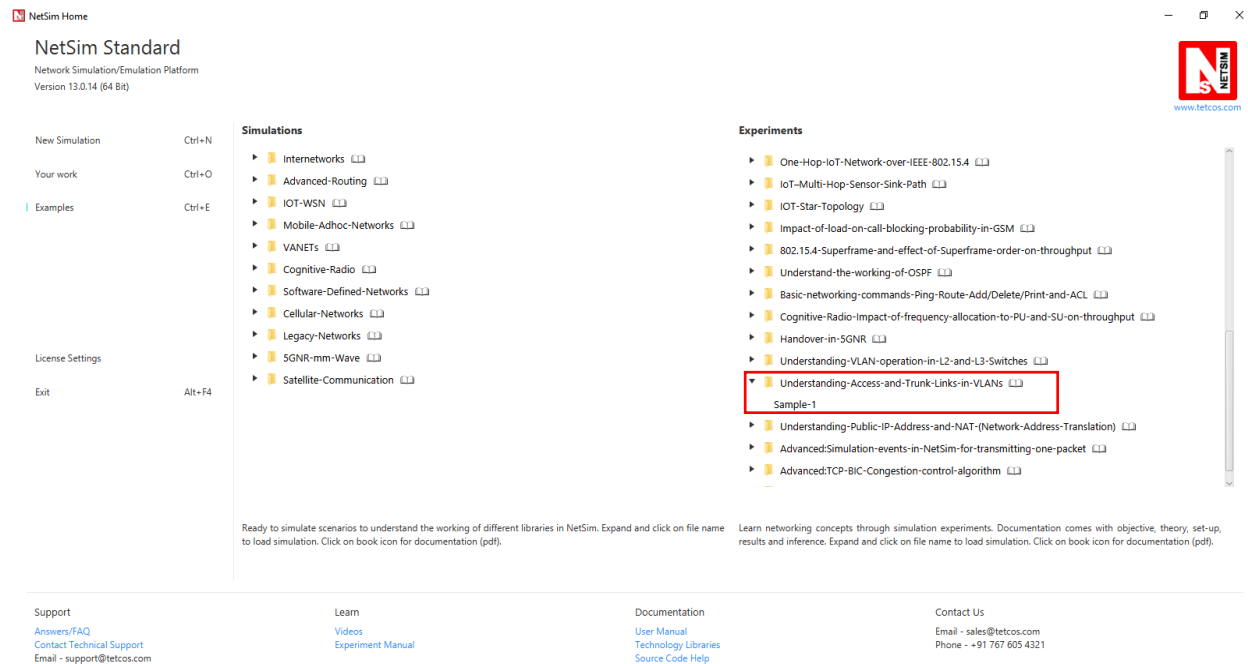 NetSim Home
NetSim Standard
Network Simulation/Emulation Platform
Version 13.0.14 (64 Bit)
NETSIM
NS
www.tetcos.com
New Simulation Ctrl+N
Your work Ctrl+O
Examples Ctrl+E
License Settings
Exit Alt+F4
Simulations
Internetworks
Advanced-Routing
IOT-WSN
Mobile-Adhoc-Networks
VANETs
Cognitive-Radio
Software-Defined-Networks
Cellular-Networks
Legacy-Networks
5GNR-mm-Wave
Satellite-Communication
Ready to simulate scenarios to understand the working of different libraries in NetSim. Expand and click on file name
to load simulation. Click on book icon for documentation (pdf).
Experiments
One-Hop-IoT-Network-over-IEEE-802.15.4
IoT–Multi-Hop-Sensor-Sink-Path
IOT-Star-Topology
Impact-of-load-on-call-blocking-probability-in-GSM
802.15.4-Superframe-and-effect-of-Superframe-order-on-throughput
Understand-the-working-of-OSPF
Basic-networking-commands-Ping-Route-Add/Delete/Print-and-ACL
Cognitive-Radio-Impact-of-frequency-allocation-to-PU-and-SU-on-throughput
Handover-in-5GNR
Understanding-VLAN-operation-in-L2-and-L3-Switches
Understanding-Access-and-Trunk-Links-in-VLANs
Sample-1
Understanding-Public-IP-Address-and-NAT-(Network-Address-Translation)
Advanced:Simulation-events-in-NetSim-for-transmitting-one-packet
Advanced:TCP-BIC-Congestion-control-algorithm
Learn networking concepts through simulation experiments. Documentation comes with objective, theory, set-up,
results and inference. Expand and click on file name to load simulation. Click on book icon for documentation (pdf).
Support
Answers/FAQ
Contact Technical Support
Email - support@tetcos.com
Learn
Videos
Experiment Manual
Documentation
User Manual
Technology Libraries
Source Code Help
Contact Us
Email - sales@tetcos.com
Phone - +91 767 605 4321